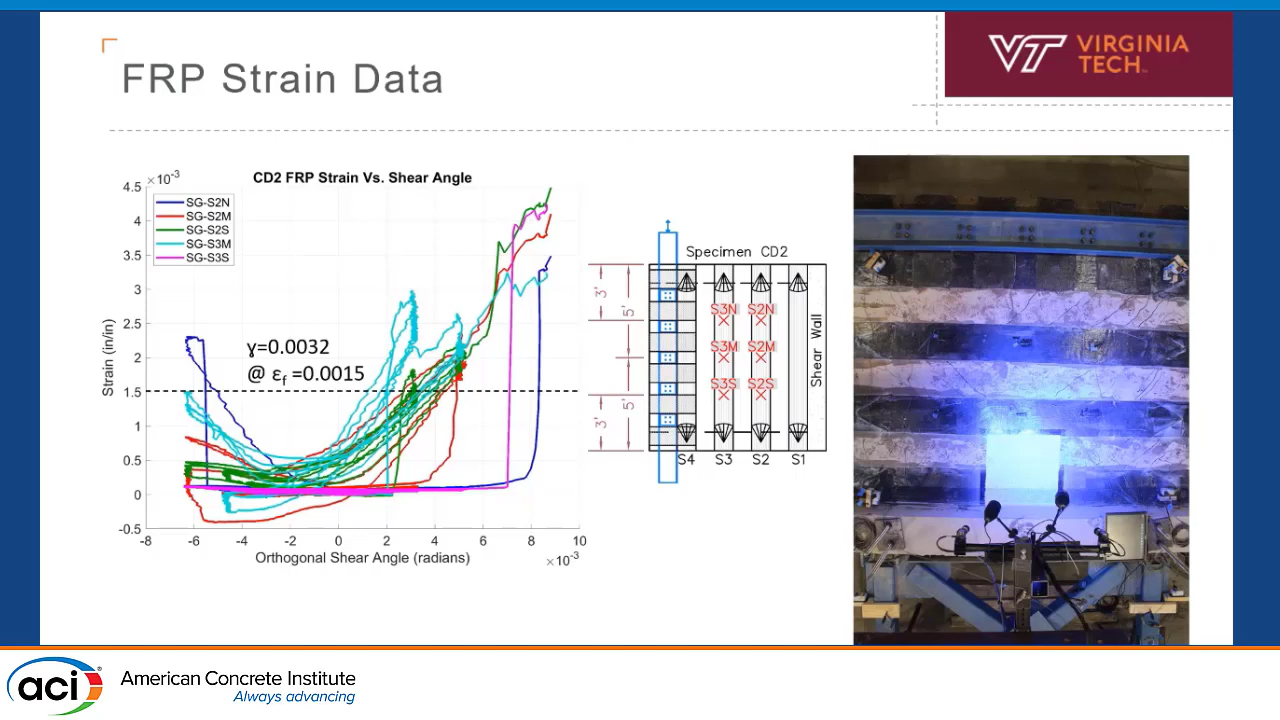 FRP Strain Data
VT VIRGINIA TECH
CD2 FRP Strain Vs. Shear Angle
×10⁻³
4.5
4
3.5
3
2.5
2
1.5
1
0.5
0
-0.5
Strain (in/in)
SG-S2N
SG-S2M
SG-S2S
SG-S3M
SG-S3S
ɣ=0.0032
@ εf =0.0015
-8 -6 -4 -2 0 2 4 6 8 10
Orthogonal Shear Angle (radians)
×10⁻³
Specimen CD2
3'
5'
S3N S2N
S3M S2M
S3S S2S
3'
5'
Shear Wall
S4 S3 S2 S1
aci®
American Concrete Institute
Always advancing